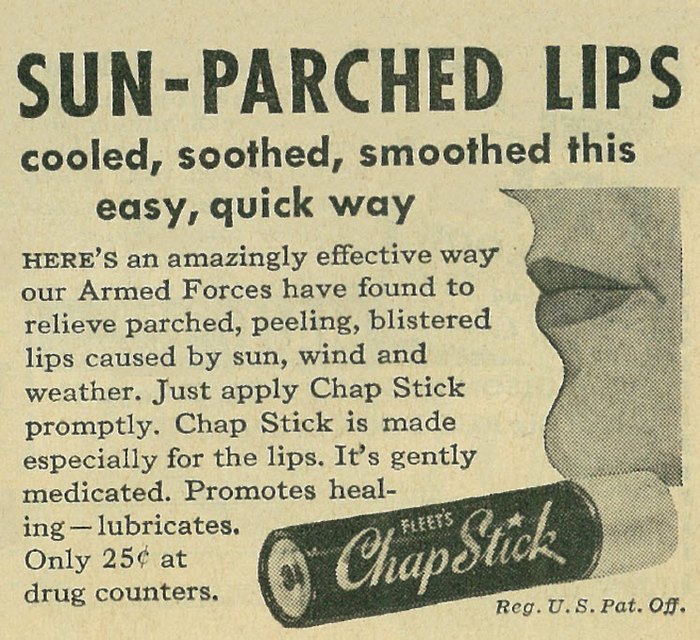 SUN-PARCHED LIPS
cooled, soothed, smoothed this
easy, quick way
HERE'S an amazingly effective way
our Armed Forces have found to
relieve parched, peeling, blistered
lips caused by sun, wind and
weather. Just apply Chap Stick
promptly. Chap Stick is made
especially for the lips. It's gently
medicated. Promotes heal-
ing—lubricates.
Only 25¢ at
drug counters.
FLEET'S
Chap Stick
Reg. U.S. Pat. Off.